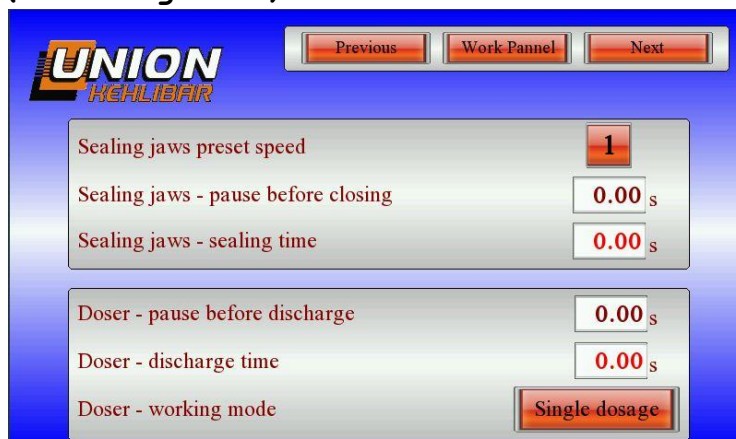 Previous Work Pannel Next
UNION
KEHLIBAR
Sealing jaws preset speed 1
Sealing jaws - pause before closing 0.00 s
Sealing jaws - sealing time 0.00 s
Doser - pause before discharge 0.00 s
Doser - discharge time 0.00 s
Doser - working mode Single dosage